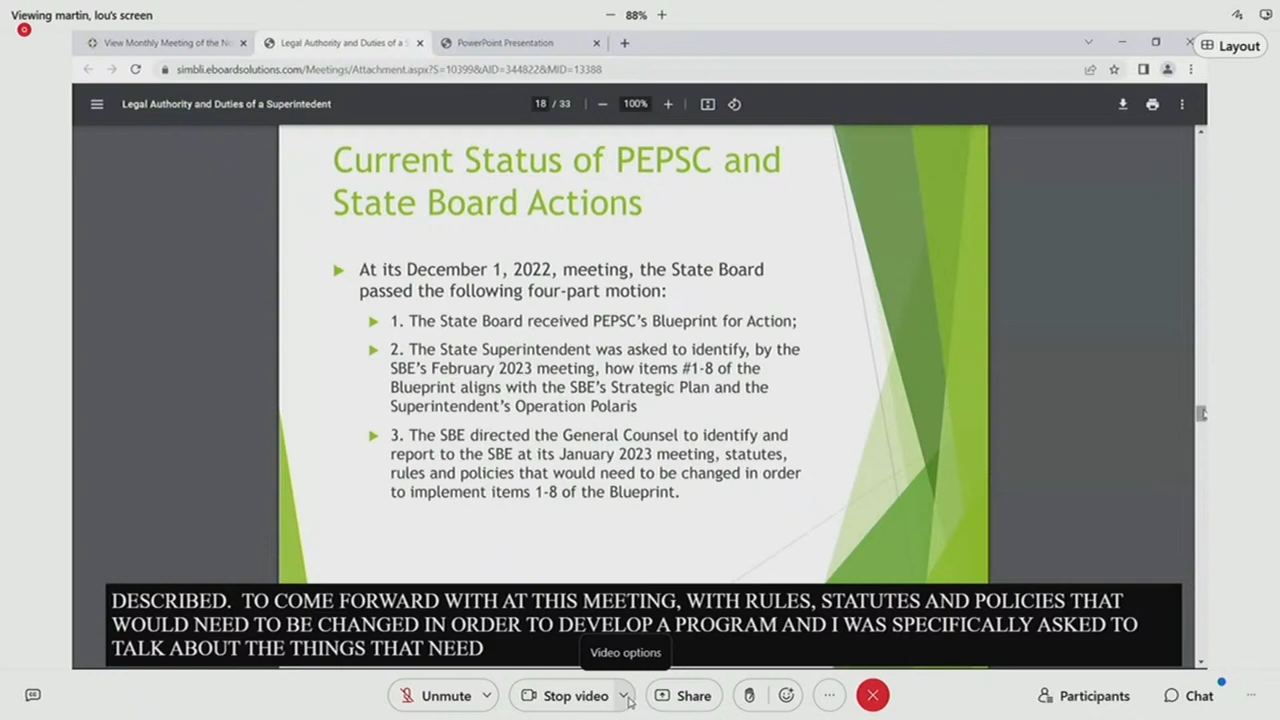 Viewing martin, lou's screen
88%
View Monthly Meeting of the No
Legal Authority and Duties of a S
PowerPoint Presentation
Layout
simbli.eboardsolutions.com/Meetings/Attachment.aspx?S=10399&AID=344822&MID=13388
Legal Authority and Duties of a Superintedent
18 / 33
100%
Current Status of PEPSC and
State Board Actions
At its December 1, 2022, meeting, the State Board
passed the following four-part motion:
1. The State Board received PEPSC's Blueprint for Action;
2. The State Superintendent was asked to identify, by the
SBE's February 2023 meeting, how items #1-8 of the
Blueprint aligns with the SBE's Strategic Plan and the
Superintendent's Operation Polaris
3. The SBE directed the General Counsel to identify and
report to the SBE at its January 2023 meeting, statutes,
rules and policies that would need to be changed in order
to implement items 1-8 of the Blueprint.
DESCRIBED. TO COME FORWARD WITH AT THIS MEETING, WITH RULES, STATUTES AND POLICIES THAT
WOULD NEED TO BE CHANGED IN ORDER TO DEVELOP A PROGRAM AND I WAS SPECIFICALLY ASKED TO
TALK ABOUT THE THINGS THAT NEED
Video options
Unmute
Stop video
Share
Participants
Chat